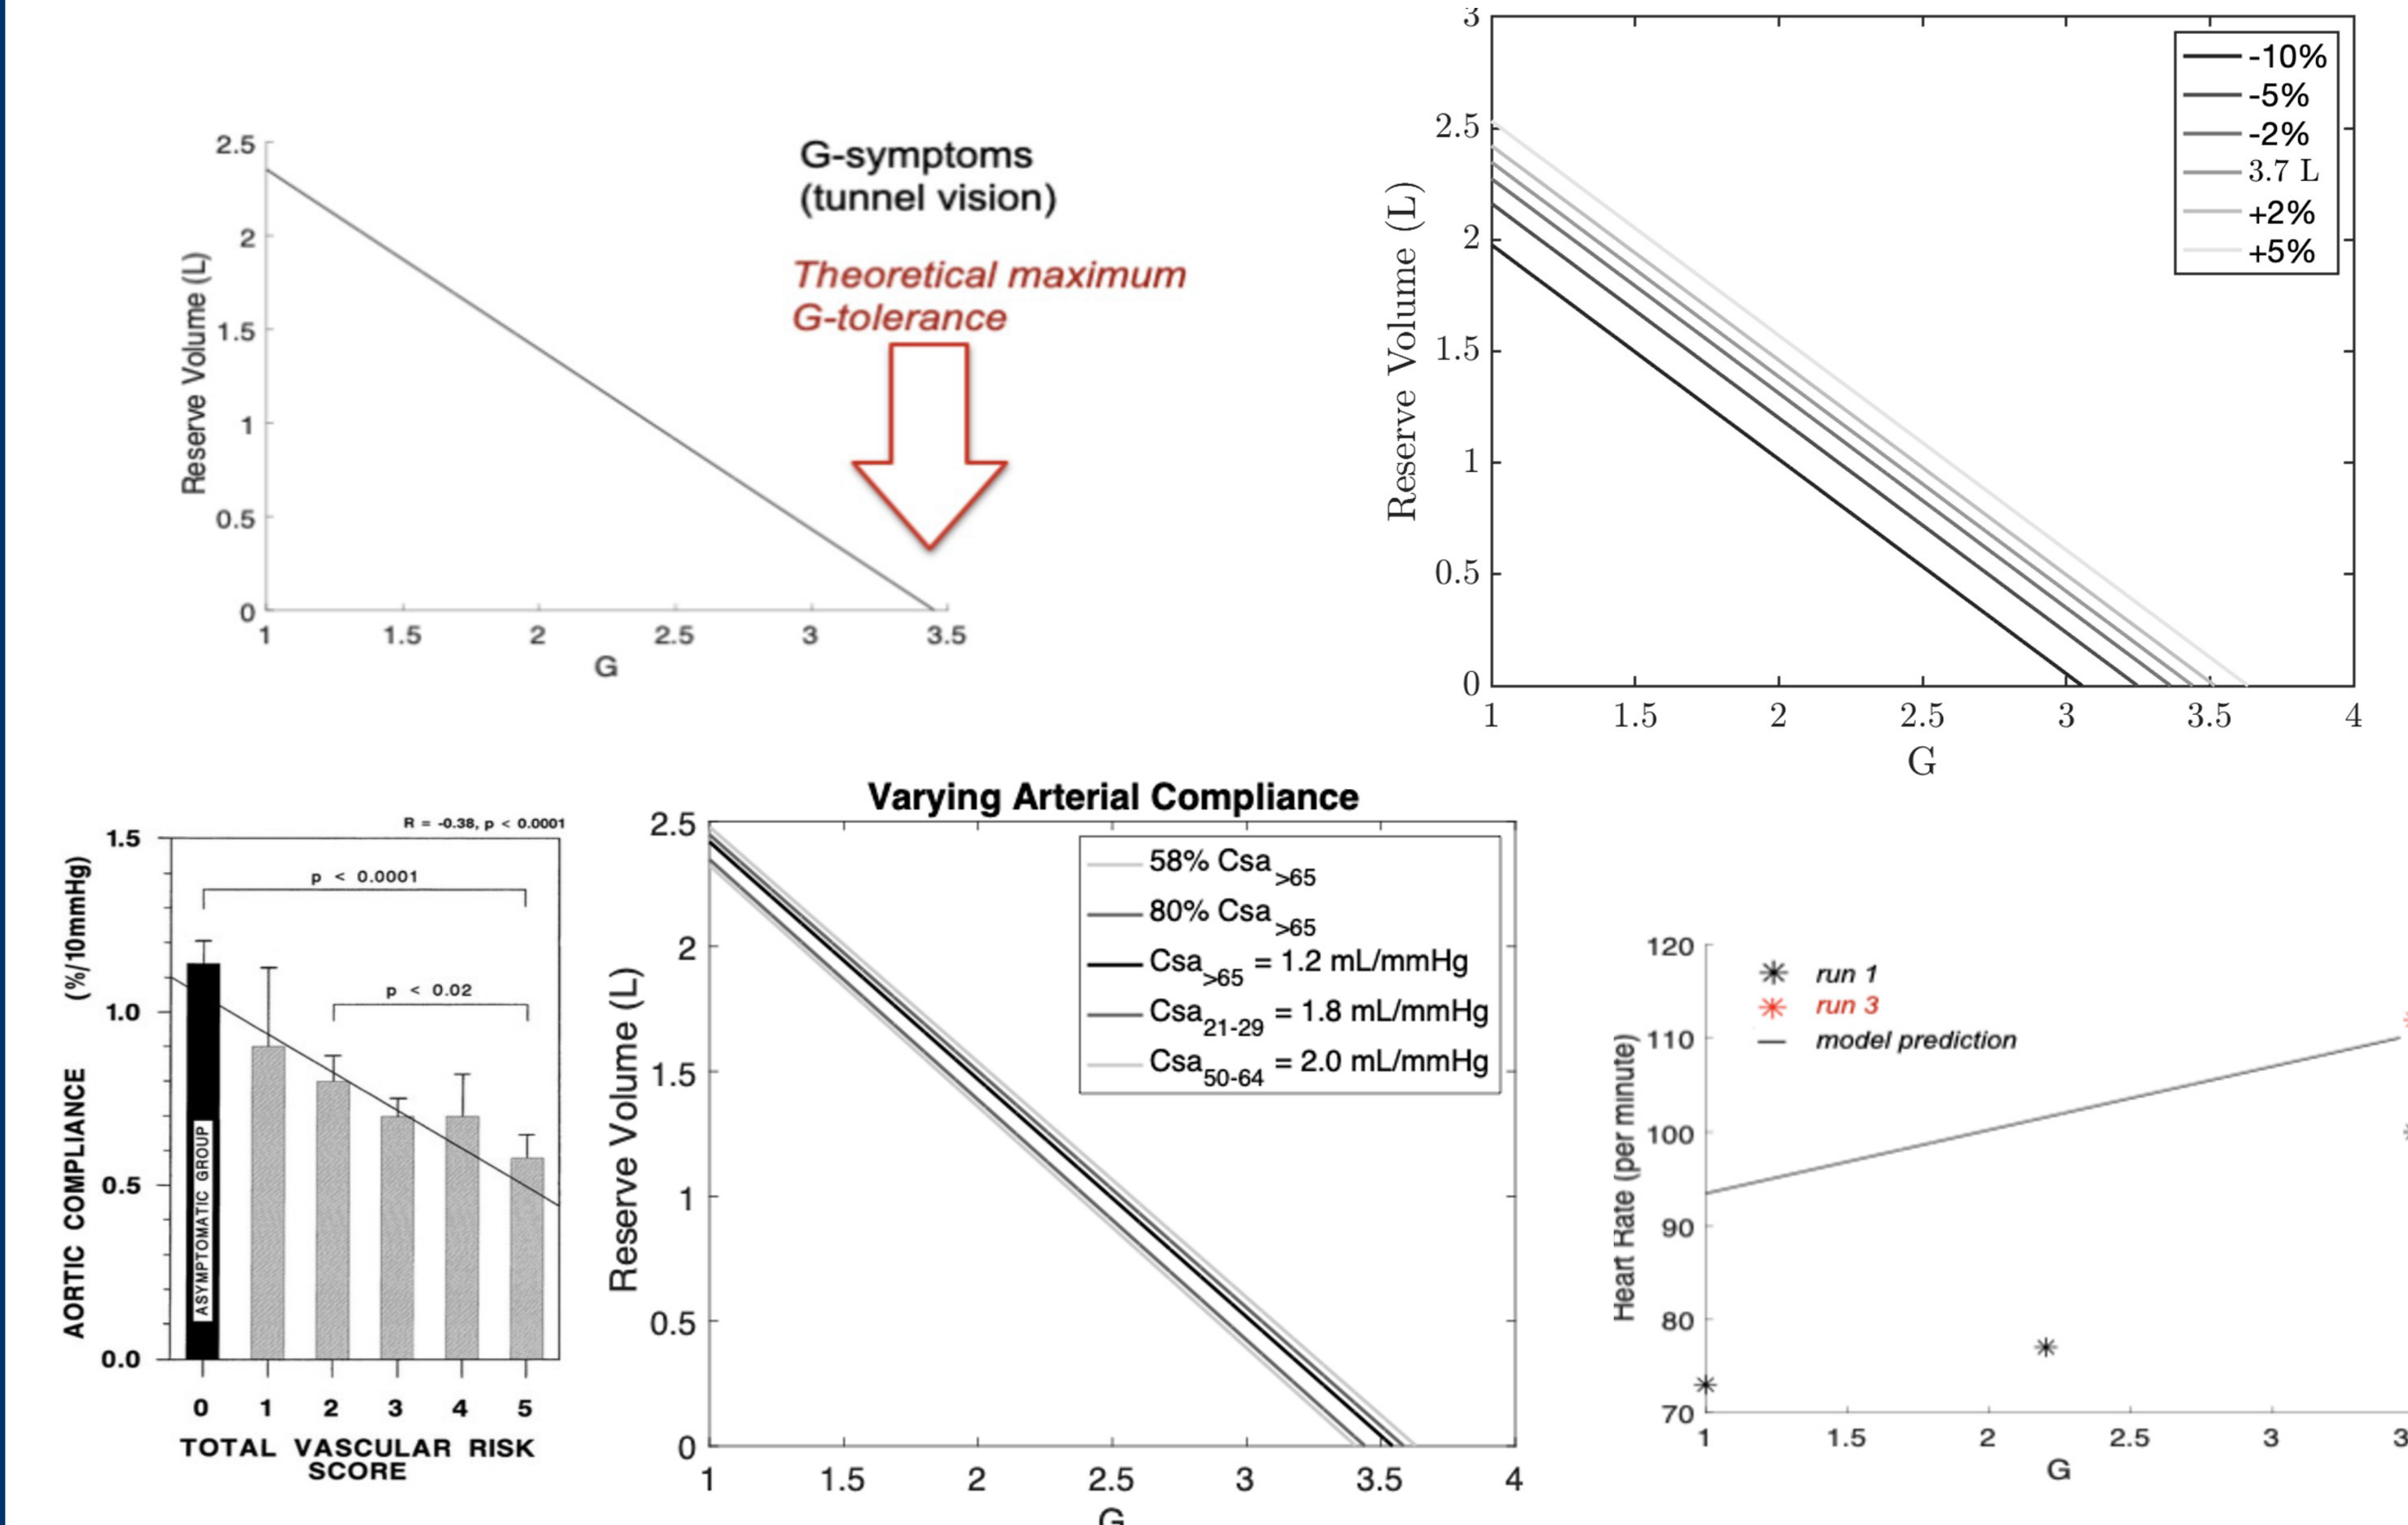 2.5
2
1.5
1
0.5
0
Reserve Volume (L)
1 1.5 2 2.5 3 3.5
G
G-symptoms
(tunnel vision)
Theoretical maximum
G-tolerance
3
2.5
2
1.5
1
0.5
0
Reserve Volume (L)
1 1.5 2 2.5 3 3.5 4
G
-10%
-5%
-2%
3.7 L
+2%
+5%
R = -0.38, p < 0.0001
p < 0.0001
p < 0.02
1.5
1.0
0.5
0.0
AORTIC COMPLIANCE (%/10mmHg)
ASYMPTOMATIC GROUP
0 1 2 3 4 5
TOTAL VASCULAR RISK
SCORE
Varying Arterial Compliance
2.5
2
1.5
1
0.5
0
Reserve Volume (L)
58% Csa >65
80% Csa >65
Csa >65 = 1.2 mL/mmHg
Csa 21-29 = 1.8 mL/mmHg
Csa 50-64 = 2.0 mL/mmHg
1 1.5 2 2.5 3 3.5 4
G
120
110
100
90
80
70
Heart Rate (per minute)
run 1
run 3
model prediction
1 1.5 2 2.5 3
G